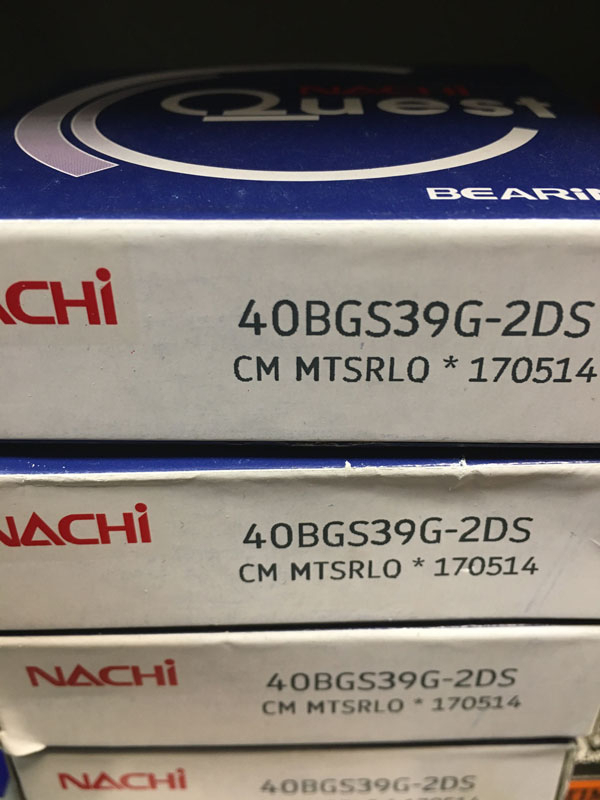 NACHi
Quest
BEARI
ACHi
40BGS39G-2DS
CM MTSRLO * 170514
NACHi
40BGS39G-2DS
CM MTSRLO * 170514
NACHi
40BGS39G-2DS
CM MTSRLO * 170514
NACHi
40BGS39G-2DS